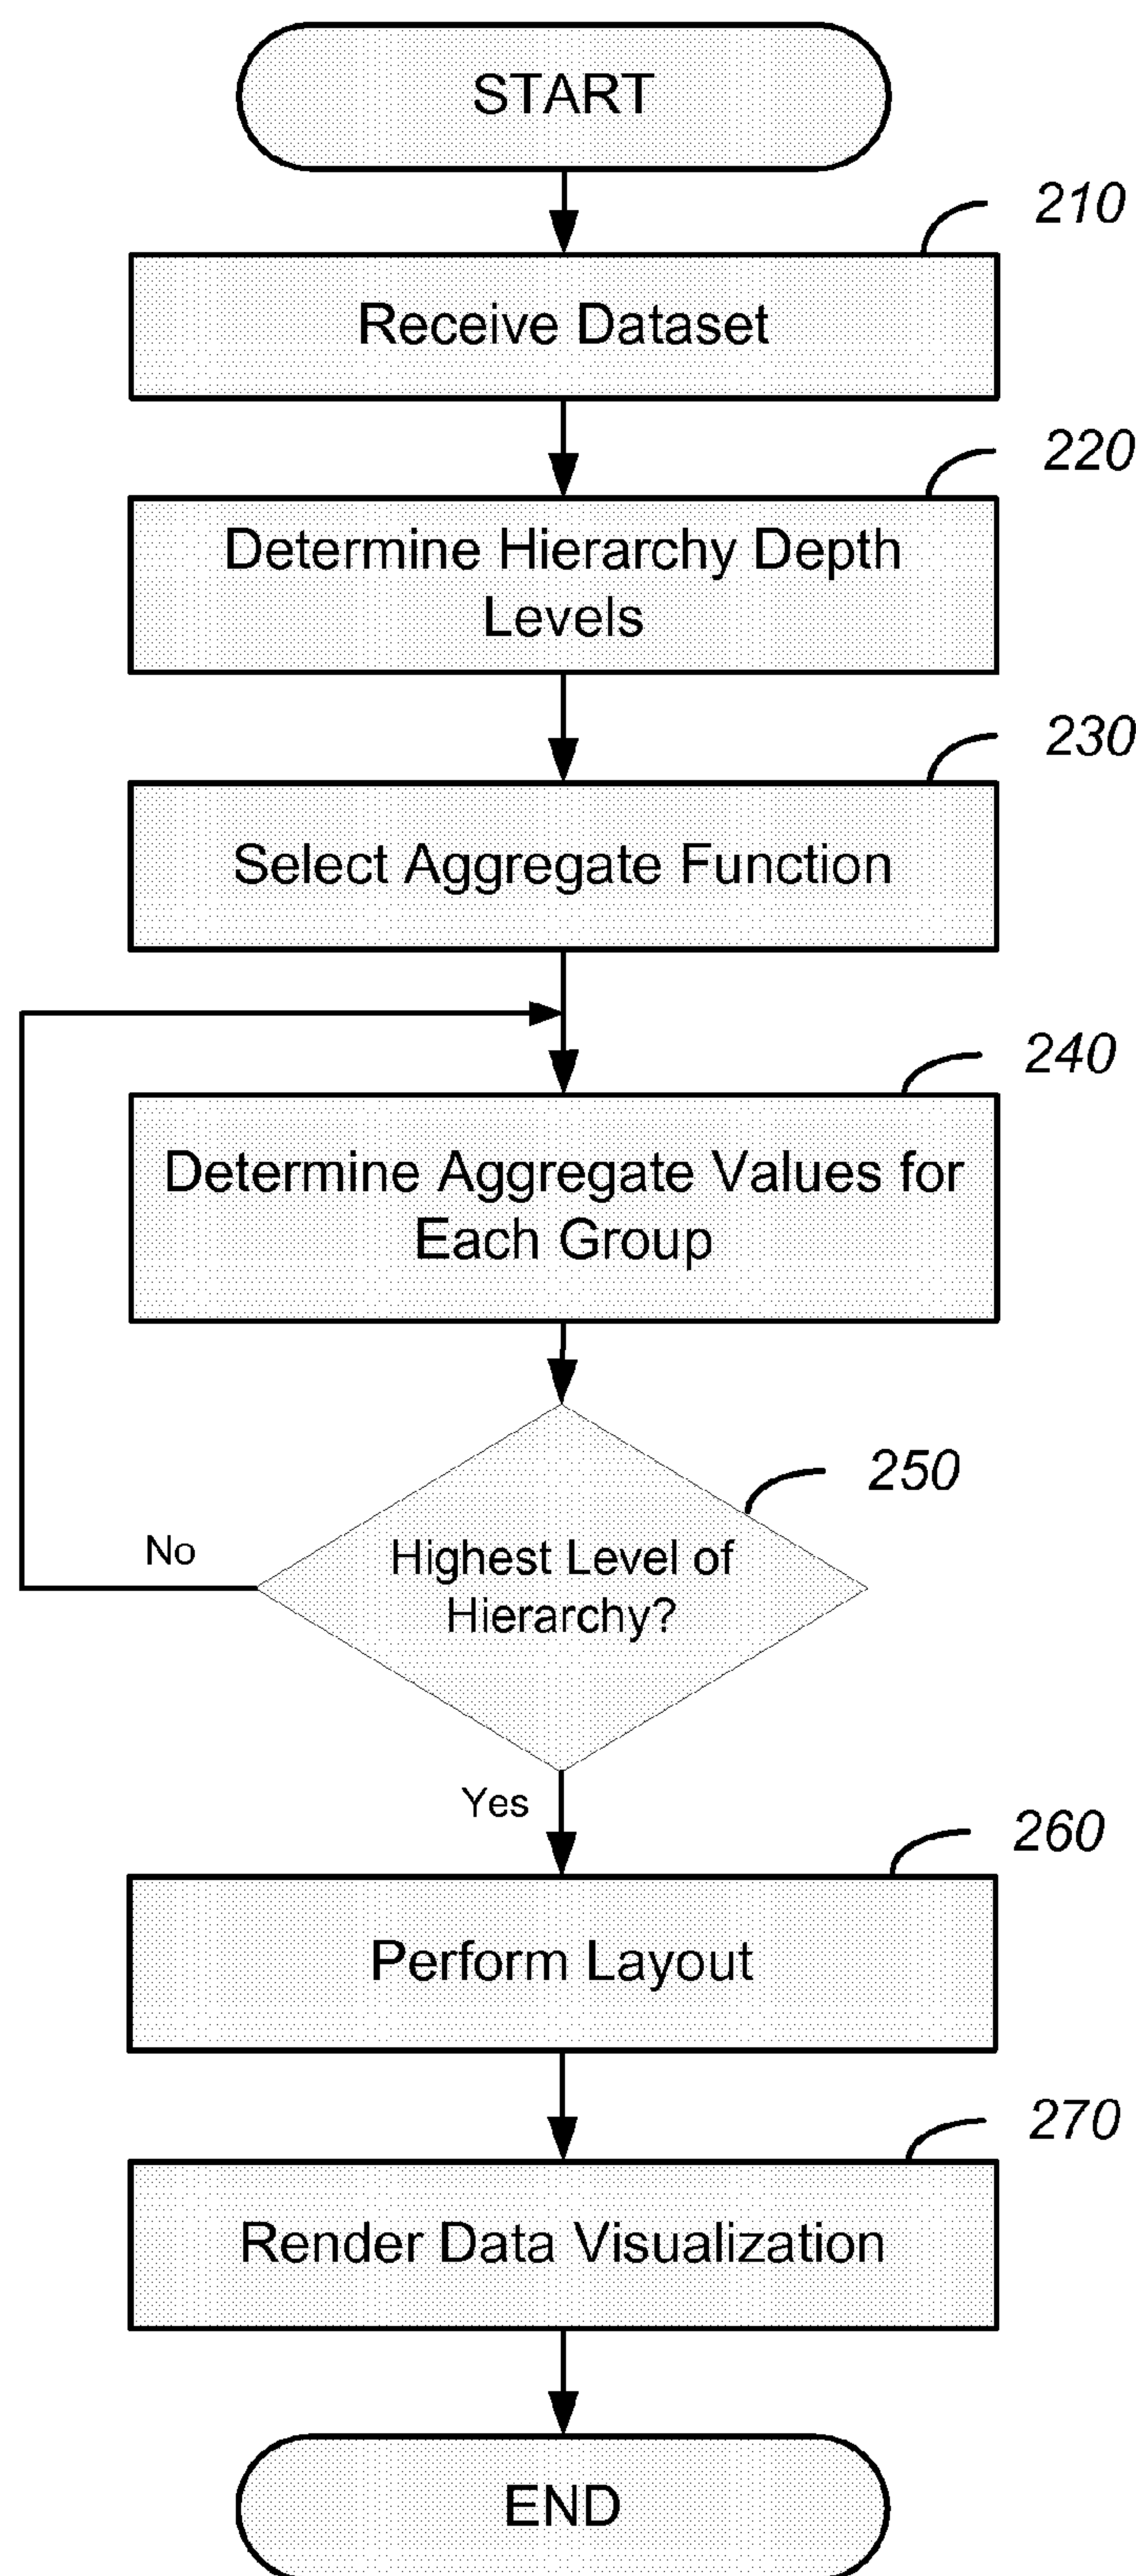 START
210
Receive Dataset
220
Determine Hierarchy Depth
Levels
230
Select Aggregate Function
240
Determine Aggregate Values for
Each Group
250
Highest Level of
Hierarchy?
No
Yes
260
Perform Layout
270
Render Data Visualization
END